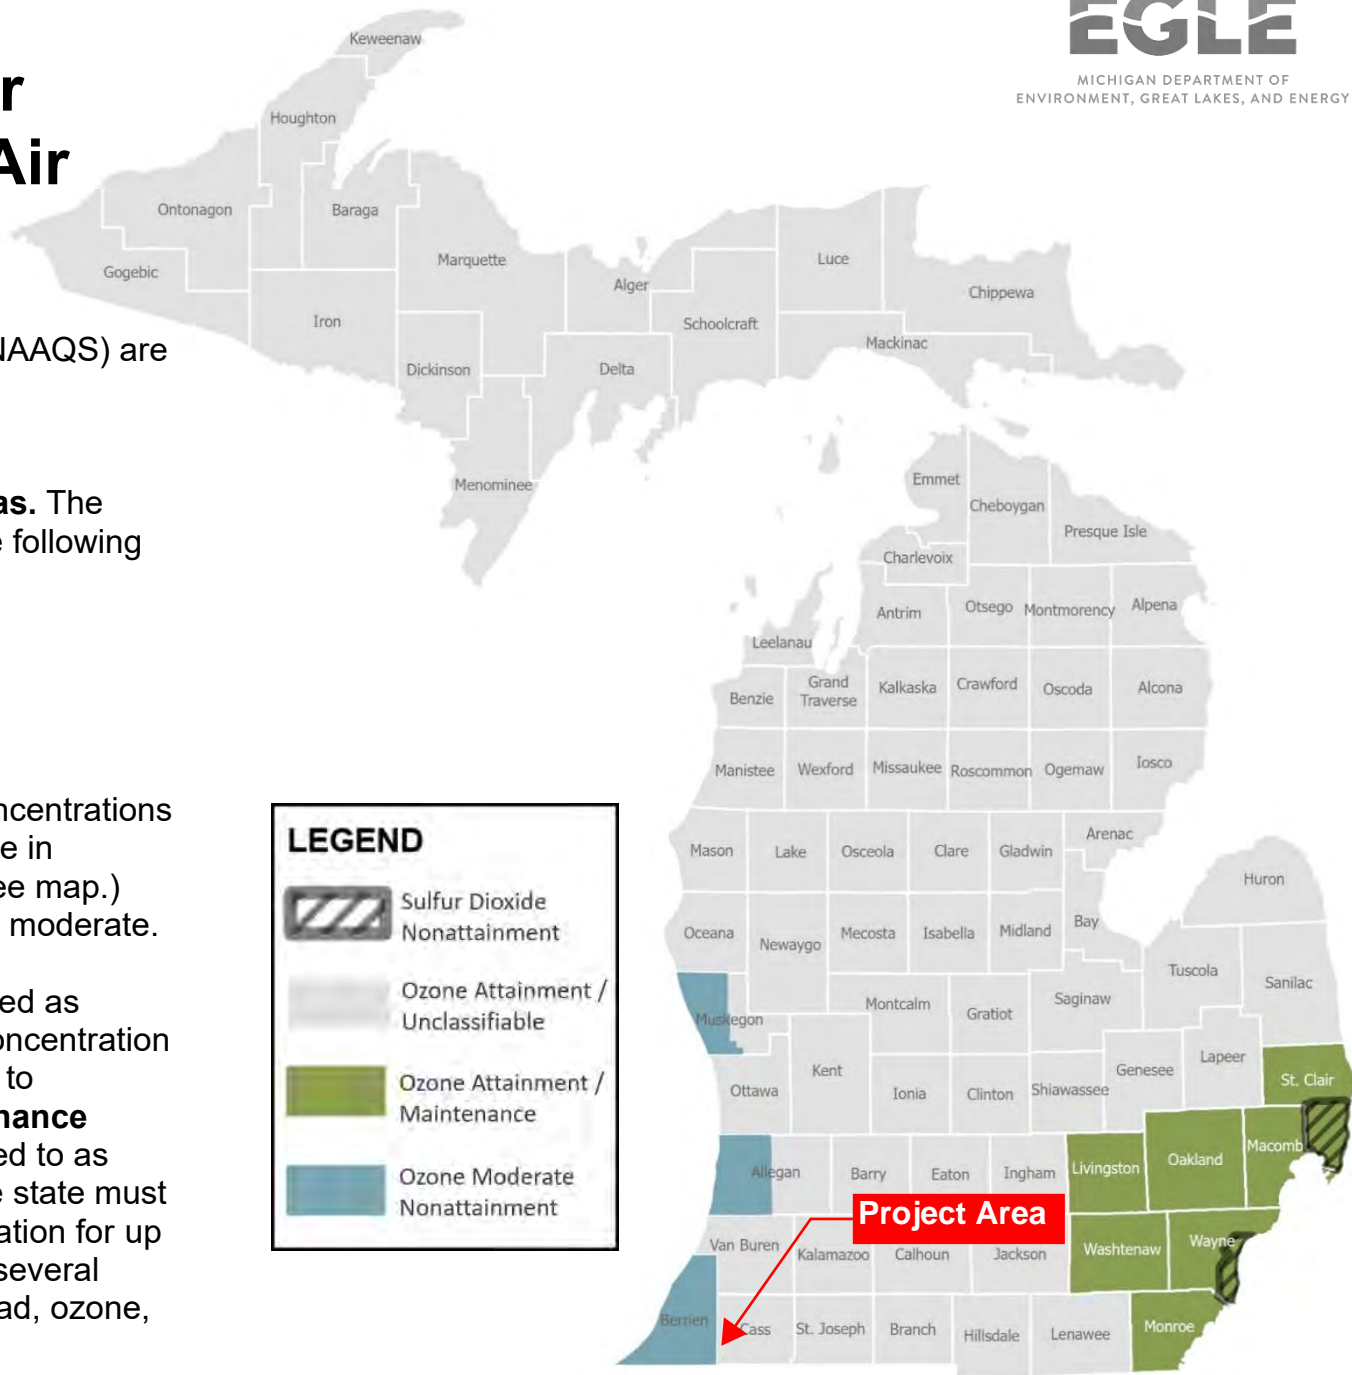 EGLE
MICHIGAN DEPARTMENT OF
ENVIRONMENT, GREAT LAKES, AND ENERGY
r
Air
NAAQS) are
as. The
e following
ncentrations
e in
ee map.)
moderate.
ed as
oncentration
to
nance
ed to as
e state must
ation for up
several
ad, ozone,
Keweenaw
Houghton
Ontonagon
Baraga
Gogebic
Marquette
Alger
Luce
Chippewa
Iron
Schoolcraft
Mackinac
Dickinson
Delta
Menominee
Emmet
Cheboygan
Presque Isle
Charlevoix
Antrim
Otsego
Montmorency
Alpena
Leelanau
Benzie
Grand
Traverse
Kalkaska
Crawford
Oscoda
Alcona
Manistee
Wexford
Missaukee
Roscommon
Ogemaw
Iosco
Mason
Lake
Osceola
Clare
Gladwin
Arenac
Huron
Oceana
Newaygo
Mecosta
Isabella
Midland
Bay
Tuscola
Sanilac
Muskegon
Montcalm
Gratiot
Saginaw
Ottawa
Kent
Ionia
Clinton
Shiawassee
Genesee
Lapeer
St. Clair
Allegan
Barry
Eaton
Ingham
Livingston
Oakland
Macomb
Project Area
Van Buren
Kalamazoo
Calhoun
Jackson
Washtenaw
Wayne
Berrien
Cass
St. Joseph
Branch
Hillsdale
Lenawee
Monroe
LEGEND
Sulfur Dioxide
Nonattainment
Ozone Attainment /
Unclassifiable
Ozone Attainment /
Maintenance
Ozone Moderate
Nonattainment